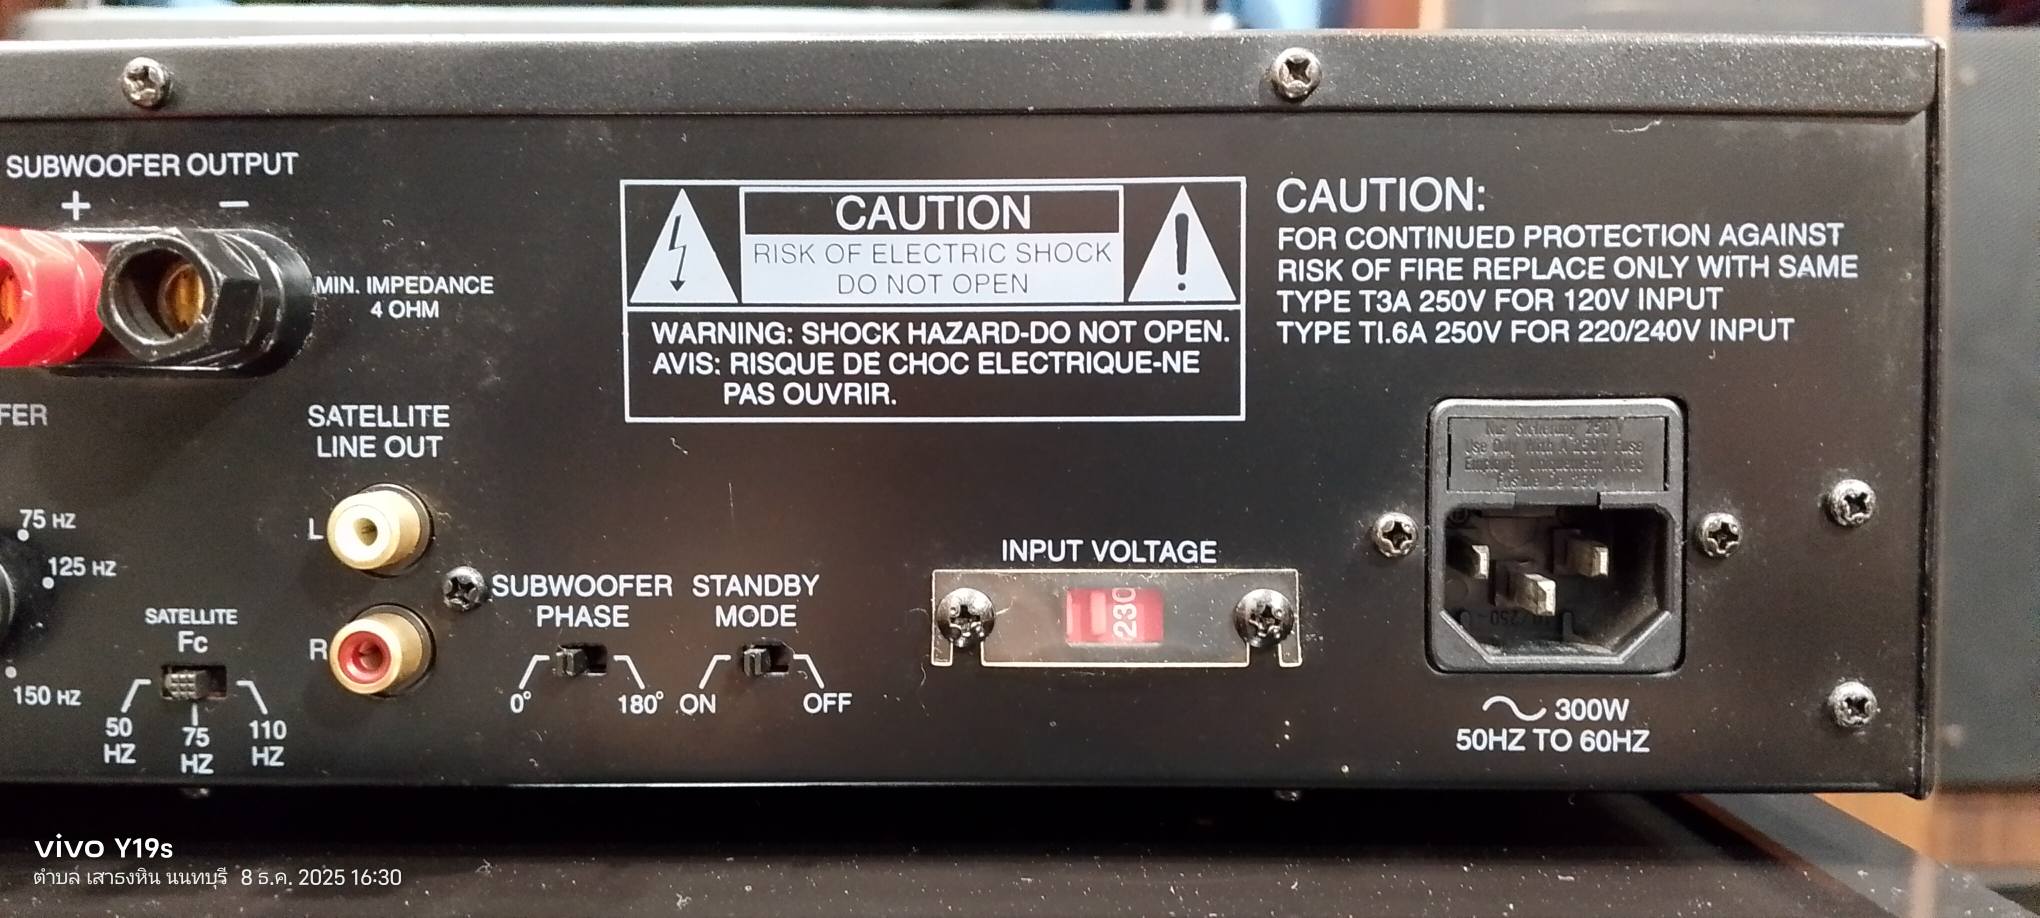 SUBWOOFER OUTPUT
+ −
MIN. IMPEDANCE
4 OHM
CAUTION
RISK OF ELECTRIC SHOCK
DO NOT OPEN
WARNING: SHOCK HAZARD-DO NOT OPEN.
AVIS: RISQUE DE CHOC ELECTRIQUE-NE
PAS OUVRIR.
CAUTION:
FOR CONTINUED PROTECTION AGAINST
RISK OF FIRE REPLACE ONLY WITH SAME
TYPE T3A 250V FOR 120V INPUT
TYPE TI.6A 250V FOR 220/240V INPUT
FER
SATELLITE
LINE OUT
L
R
75 HZ
125 HZ
150 HZ
SATELLITE
Fc
50
HZ
75
HZ
110
HZ
SUBWOOFER
PHASE
0° 180°
STANDBY
MODE
ON OFF
INPUT VOLTAGE
230
Use Only With A 250V Fuse
300W
50HZ TO 60HZ
vivo Y19s
ตำบล เสาธงหิน นนทบุรี 8 ธ.ค. 2025 16:30